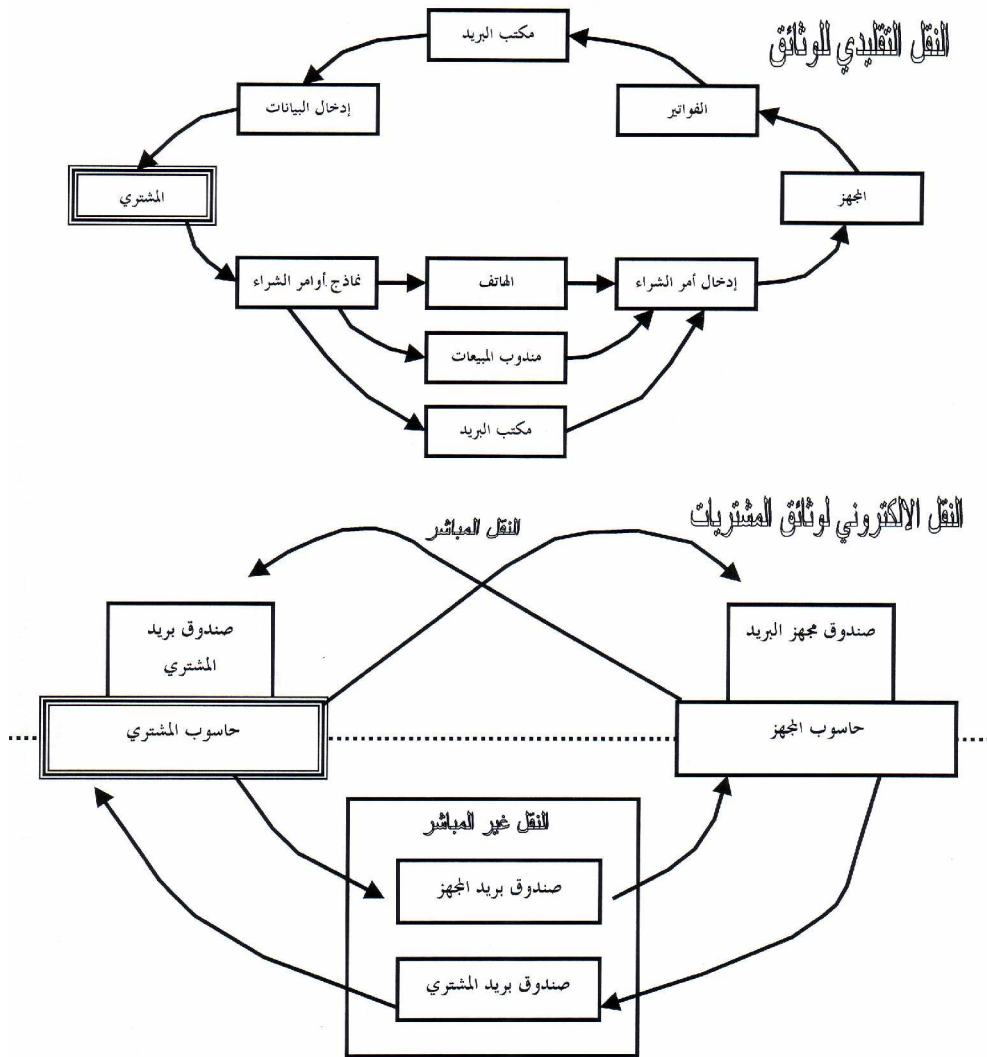 النقل التقليدي للوثائق
مكتب البريد
الفواتير
إدخال البيانات
المجهز
المشتري
إدخال أمر الشراء
الهاتف
نماذج أوامر الشراء
مندوب المبيعات
مكتب البريد
النقل الإلكتروني لوثائق المشتريات
النقل المباشر
صندوق مجهز البريد
صندوق بريد
المشتري
حاسوب المجهز
حاسوب المشتري
النقل غير المباشر
صندوق بريد المجهز
صندوق بريد المشتري